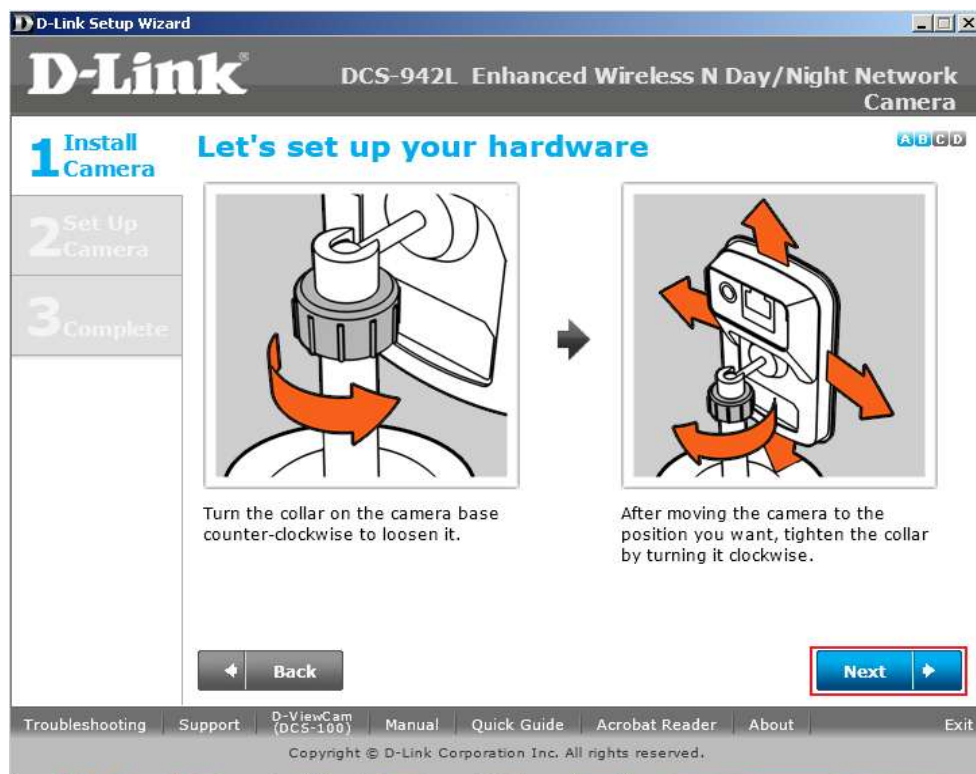 D-Link Setup Wizard
D-Link®
DCS-942L Enhanced Wireless N Day/Night Network
Camera
1 Install
Camera
Let's set up your hardware
A B C D
2 Set Up
Camera
3 Complete
Turn the collar on the camera base
counter-clockwise to loosen it.
After moving the camera to the
position you want, tighten the collar
by turning it clockwise.
Back
Next
Troubleshooting Support D-ViewCam (DCS-100) Manual Quick Guide Acrobat Reader About Exit
Copyright © D-Link Corporation Inc. All rights reserved.